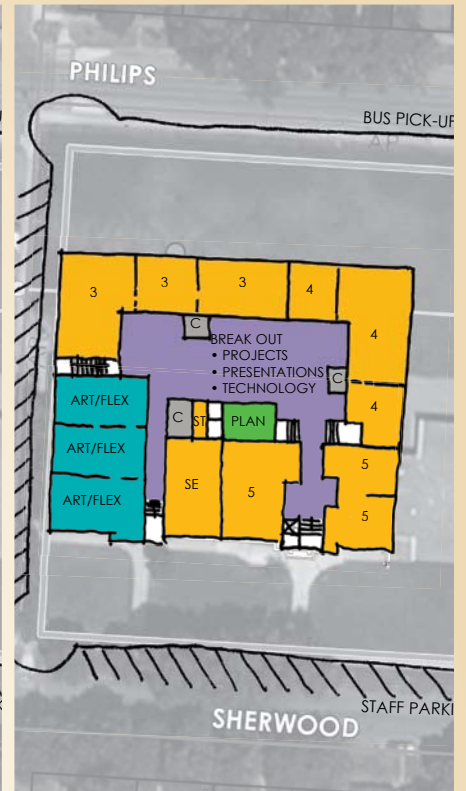 PHILIPS
BUS PICK-UP
3
3
3
4
4
C
BREAK OUT
• PROJECTS
• PRESENTATIONS
• TECHNOLOGY
C
ART/FLEX
C
ST
PLAN
4
ART/FLEX
5
SE
5
ART/FLEX
5
STAFF PARKI
SHERWOOD